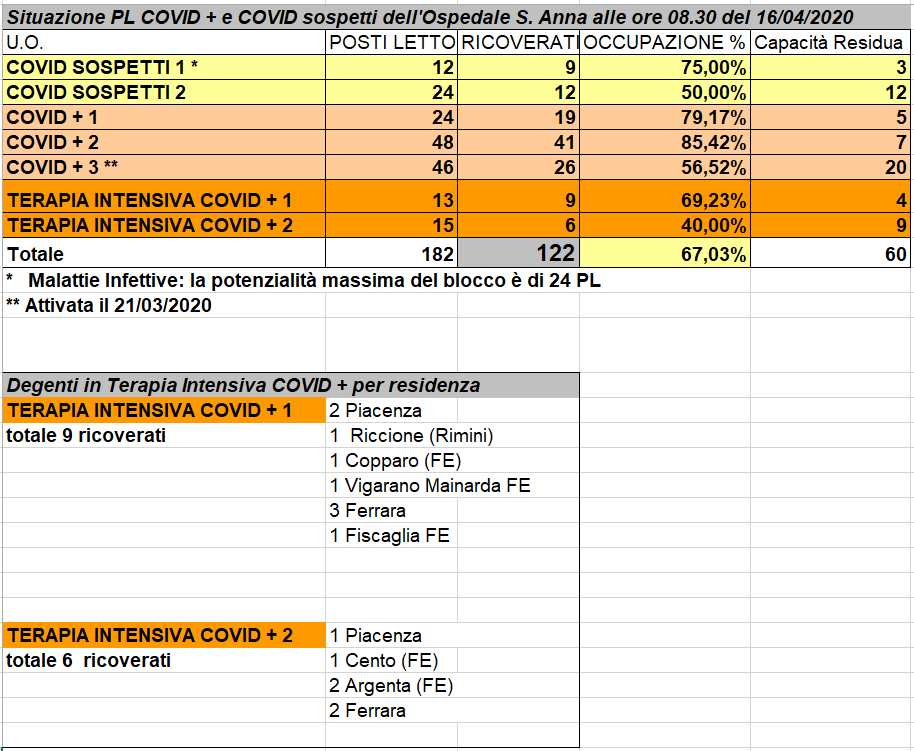 Situazione PL COVID + e COVID sospetti dell'Ospedale S. Anna alle ore 08.30 del 16/04/2020
U.O. POSTI LETTO RICOVERATI OCCUPAZIONE % Capacità Residua
COVID SOSPETTI 1 * 12 9 75,00% 3
COVID SOSPETTI 2 24 12 50,00% 12
COVID + 1 24 19 79,17% 5
COVID + 2 48 41 85,42% 7
COVID + 3 ** 46 26 56,52% 20
TERAPIA INTENSIVA COVID + 1 13 9 69,23% 4
TERAPIA INTENSIVA COVID + 2 15 6 40,00% 9
Totale 182 122 67,03% 60
* Malattie Infettive: la potenzialità massima del blocco è di 24 PL
** Attivata il 21/03/2020
Degenti in Terapia Intensiva COVID + per residenza
TERAPIA INTENSIVA COVID + 1 2 Piacenza
totale 9 ricoverati 1 Riccione (Rimini)
1 Copparo (FE)
1 Vigarano Mainarda FE
3 Ferrara
1 Fiscaglia FE
TERAPIA INTENSIVA COVID + 2 1 Piacenza
totale 6 ricoverati 1 Cento (FE)
2 Argenta (FE)
2 Ferrara